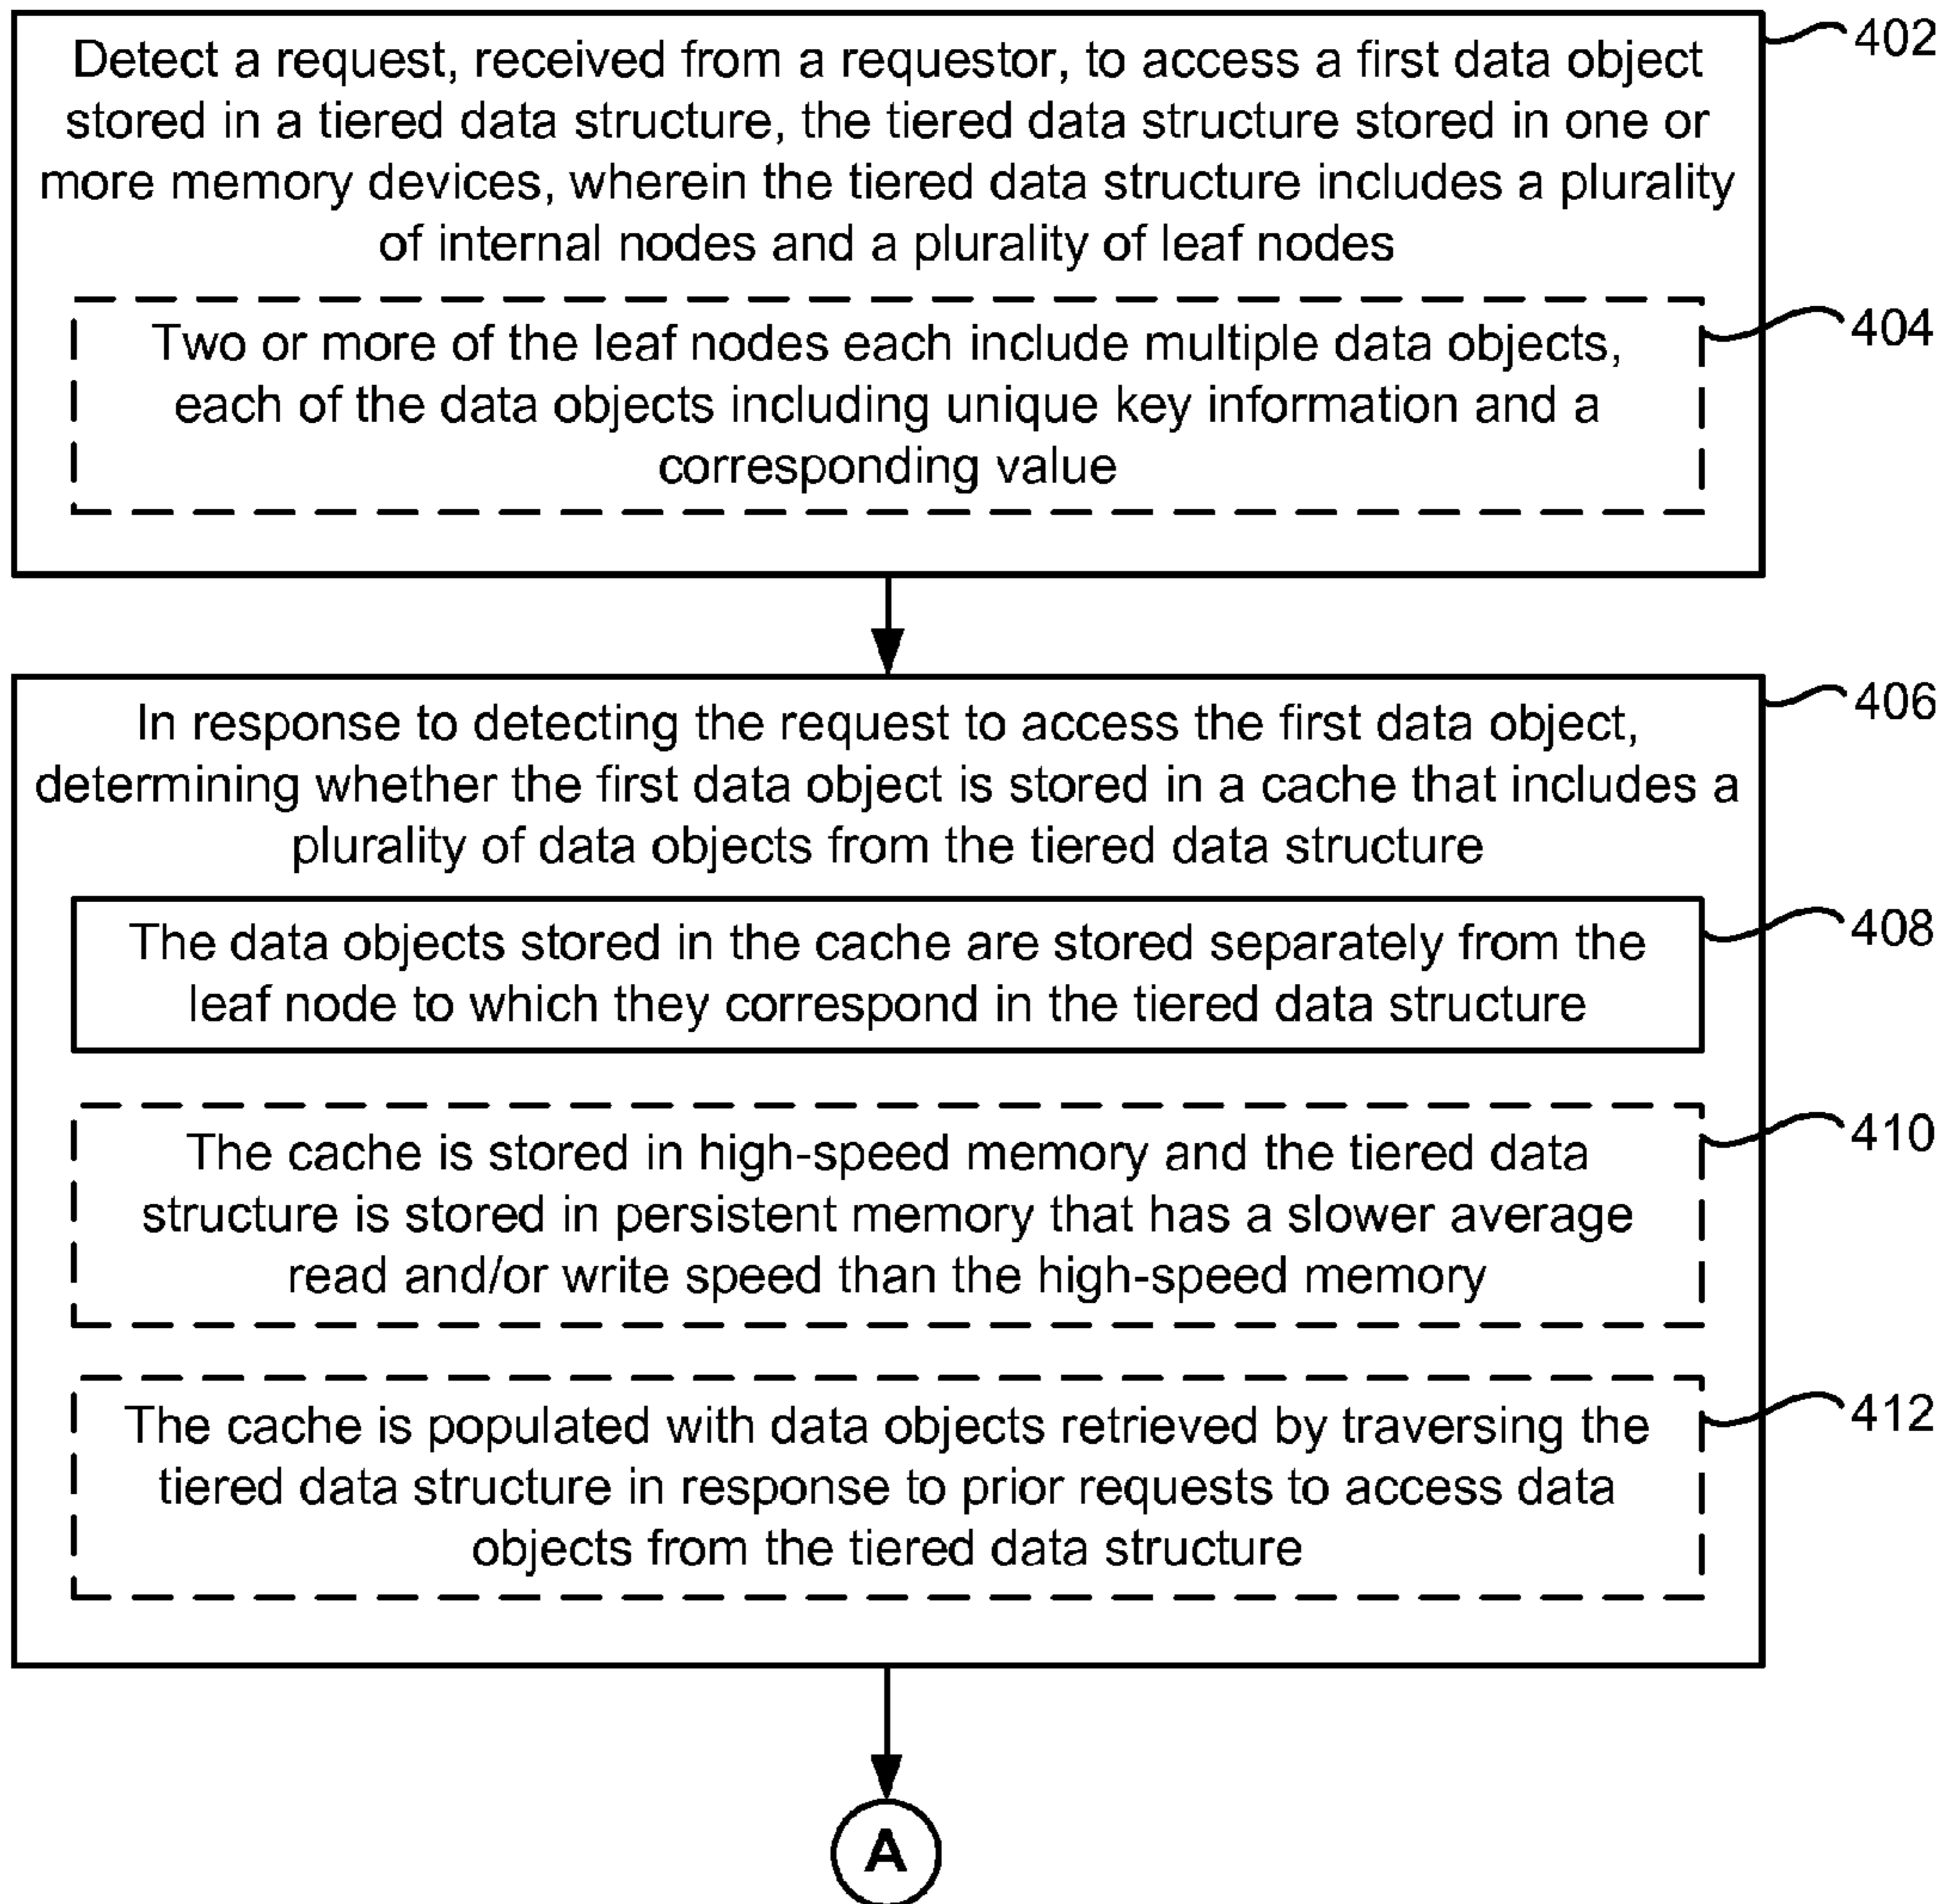 Detect a request, received from a requestor, to access a first data object
stored in a tiered data structure, the tiered data structure stored in one or
more memory devices, wherein the tiered data structure includes a plurality
of internal nodes and a plurality of leaf nodes
402
Two or more of the leaf nodes each include multiple data objects,
each of the data objects including unique key information and a
corresponding value
404
In response to detecting the request to access the first data object,
determining whether the first data object is stored in a cache that includes a
plurality of data objects from the tiered data structure
406
The data objects stored in the cache are stored separately from the
leaf node to which they correspond in the tiered data structure
408
The cache is stored in high-speed memory and the tiered data
structure is stored in persistent memory that has a slower average
read and/or write speed than the high-speed memory
410
The cache is populated with data objects retrieved by traversing the
tiered data structure in response to prior requests to access data
objects from the tiered data structure
412
A